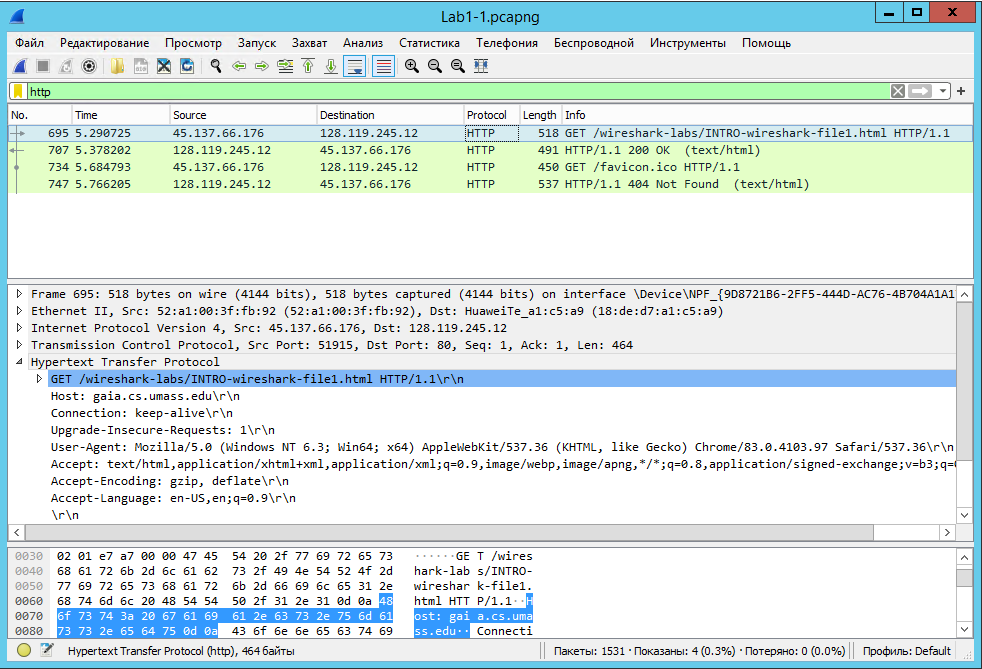 Lab1-1.pcapng
Файл Редактирование Просмотр Запуск Захват Анализ Статистика Телефония Беспроводной Инструменты Помощь
http
No. Time Source Destination Protocol Length Info
695 5.290725 45.137.66.176 128.119.245.12 HTTP 518 GET /wireshark-labs/INTRO-wireshark-file1.html HTTP/1.1
707 5.378202 128.119.245.12 45.137.66.176 HTTP 491 HTTP/1.1 200 OK (text/html)
734 5.684793 45.137.66.176 128.119.245.12 HTTP 450 GET /favicon.ico HTTP/1.1
747 5.766205 128.119.245.12 45.137.66.176 HTTP 537 HTTP/1.1 404 Not Found (text/html)
Frame 695: 518 bytes on wire (4144 bits), 518 bytes captured (4144 bits) on interface \Device\NPF_{9D8721B6-2FF5-444D-AC76-4B704A1A1
Ethernet II, Src: 52:a1:00:3f:fb:92 (52:a1:00:3f:fb:92), Dst: HuaweiTe_a1:c5:a9 (18:de:d7:a1:c5:a9)
Internet Protocol Version 4, Src: 45.137.66.176, Dst: 128.119.245.12
Transmission Control Protocol, Src Port: 51915, Dst Port: 80, Seq: 1, Ack: 1, Len: 464
Hypertext Transfer Protocol
GET /wireshark-labs/INTRO-wireshark-file1.html HTTP/1.1\r\n
Host: gaia.cs.umass.edu\r\n
Connection: keep-alive\r\n
Upgrade-Insecure-Requests: 1\r\n
User-Agent: Mozilla/5.0 (Windows NT 6.3; Win64; x64) AppleWebKit/537.36 (KHTML, like Gecko) Chrome/83.0.4103.97 Safari/537.36\r\n
Accept: text/html,application/xhtml+xml,application/xml;q=0.9,image/webp,image/apng,*/*;q=0.8,application/signed-exchange;v=b3;q=
Accept-Encoding: gzip, deflate\r\n
Accept-Language: en-US,en;q=0.9\r\n
\r\n
0030 02 01 e7 a7 00 00 47 45 54 20 2f 77 69 72 65 73 ······GE T /wires
0040 68 61 72 6b 2d 6c 61 62 73 2f 49 4e 54 52 4f 2d hark-lab s/INTRO-
0050 77 69 72 65 73 68 61 72 6b 2d 66 69 6c 65 31 2e wireshar k-file1.
0060 68 74 6d 6c 20 48 54 54 50 2f 31 2e 31 0d 0a 48 html HTT P/1.1··H
0070 6f 73 74 3a 20 67 61 69 61 2e 63 73 2e 75 6d 61 ost: gai a.cs.uma
0080 73 73 2e 65 64 75 0d 0a 43 6f 6e 6e 65 63 74 69 ss.edu·· Connecti
Hypertext Transfer Protocol (http), 464 байты Пакеты: 1531 · Показаны: 4 (0.3%) · Потеряно: 0 (0.0%) Профиль: Default